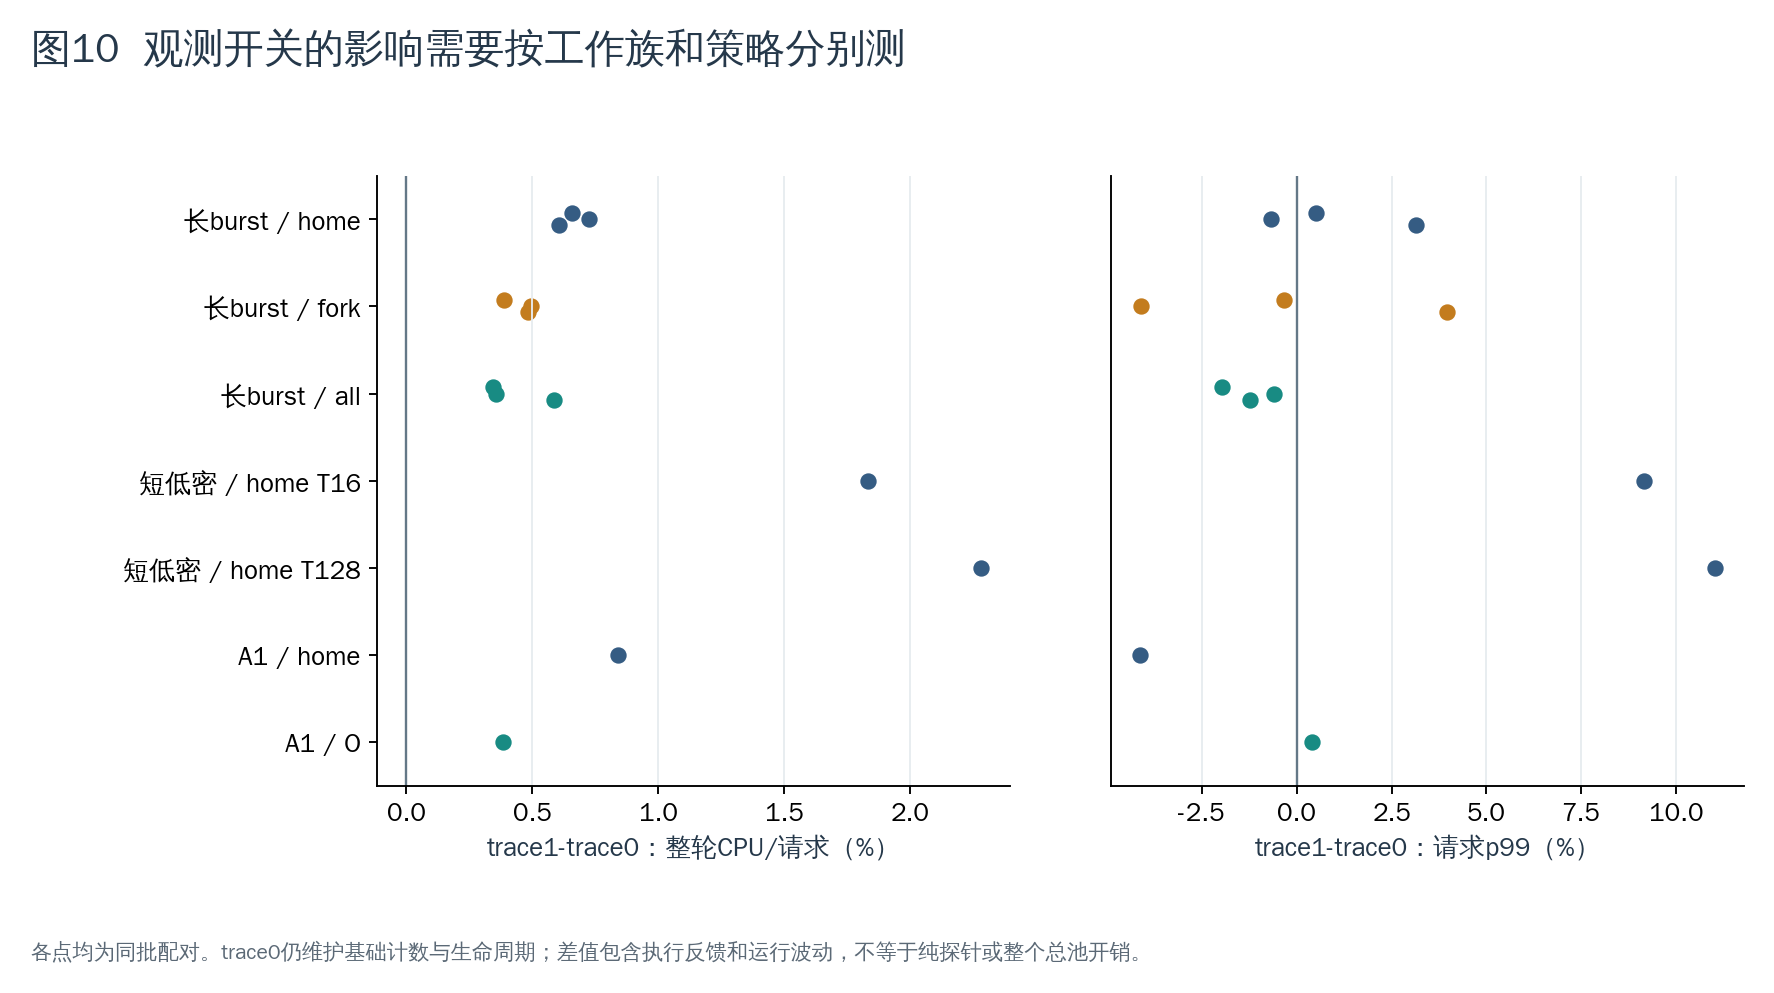 图10 观测开关的影响需要按工作族和策略分别测
长burst / home
长burst / fork
长burst / all
短低密 / home T16
短低密 / home T128
A1 / home
A1 / O
0.0 0.5 1.0 1.5 2.0
trace1-trace0：整轮CPU/请求（%）
-2.5 0.0 2.5 5.0 7.5 10.0
trace1-trace0：请求p99（%）
各点均为同批配对。trace0仍维护基础计数与生命周期；差值包含执行反馈和运行波动，不等于纯探针或整个总池开销。